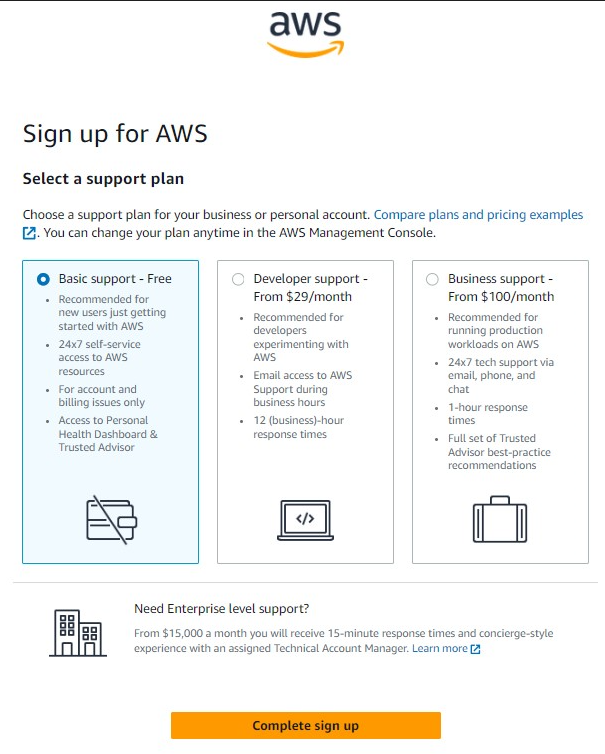 aws
Sign up for AWS
Select a support plan
Choose a support plan for your business or personal account. Compare plans and pricing examples
. You can change your plan anytime in the AWS Management Console.
Basic support - Free
• Recommended for
new users just getting
started with AWS
• 24x7 self-service
access to AWS
resources
• For account and
billing issues only
• Access to Personal
Health Dashboard &
Trusted Advisor
Developer support -
From $29/month
• Recommended for
developers
experimenting with
AWS
• Email access to AWS
Support during
business hours
• 12 (business)-hour
response times
</>
Business support -
From $100/month
• Recommended for
running production
workloads on AWS
• 24x7 tech support via
email, phone, and
chat
• 1-hour response
times
• Full set of Trusted
Advisor best-practice
recommendations
Need Enterprise level support?
From $15,000 a month you will receive 15-minute response times and concierge-style
experience with an assigned Technical Account Manager. Learn more
Complete sign up